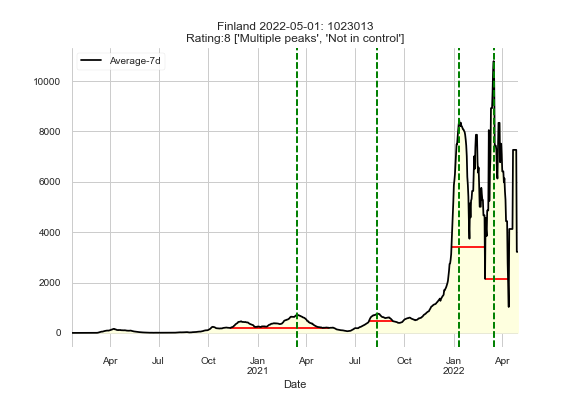 Finland 2022-05-01: 1023013
Rating:8 ['Multiple peaks', 'Not in control']
Average-7d
10000
8000
6000
4000
2000
0
Apr
Jul
Oct
Jan
2021
Apr
Jul
Oct
Jan
2022
Apr
Date